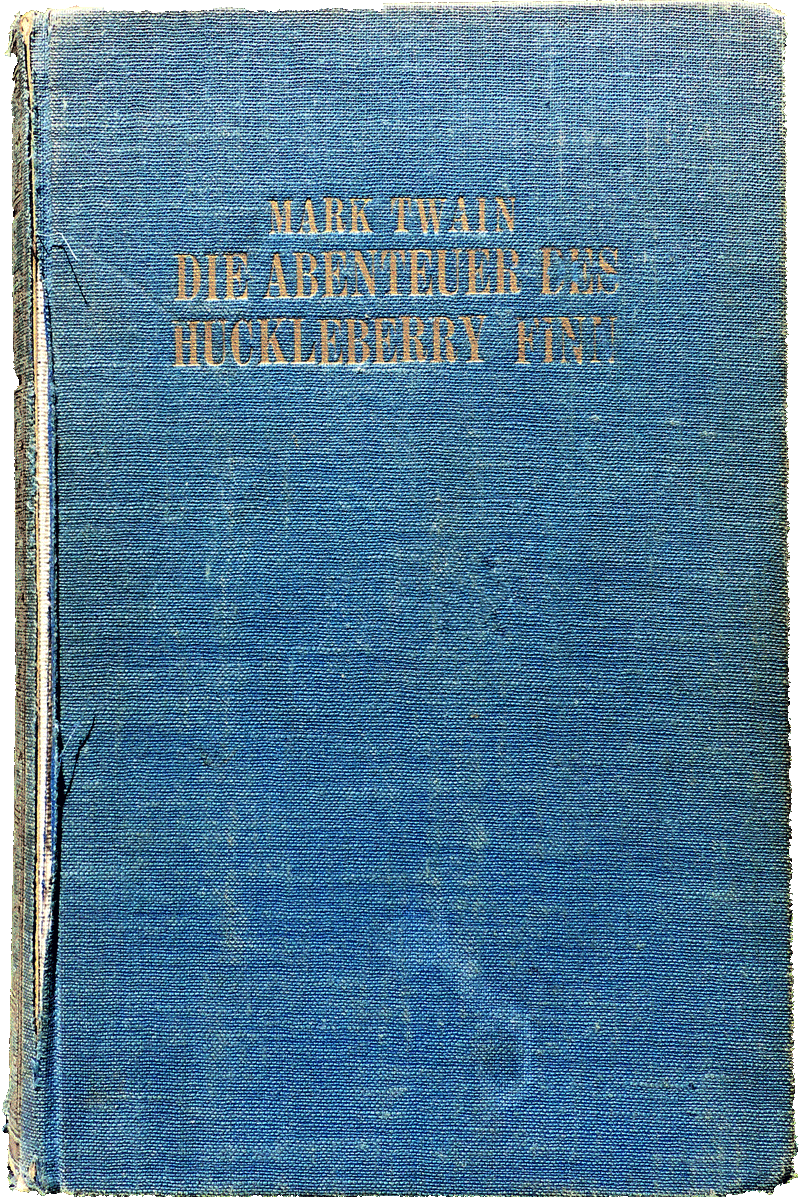 MARK TWAIN
DIE ABENTEUER DES
HUCKLEBERRY FINN